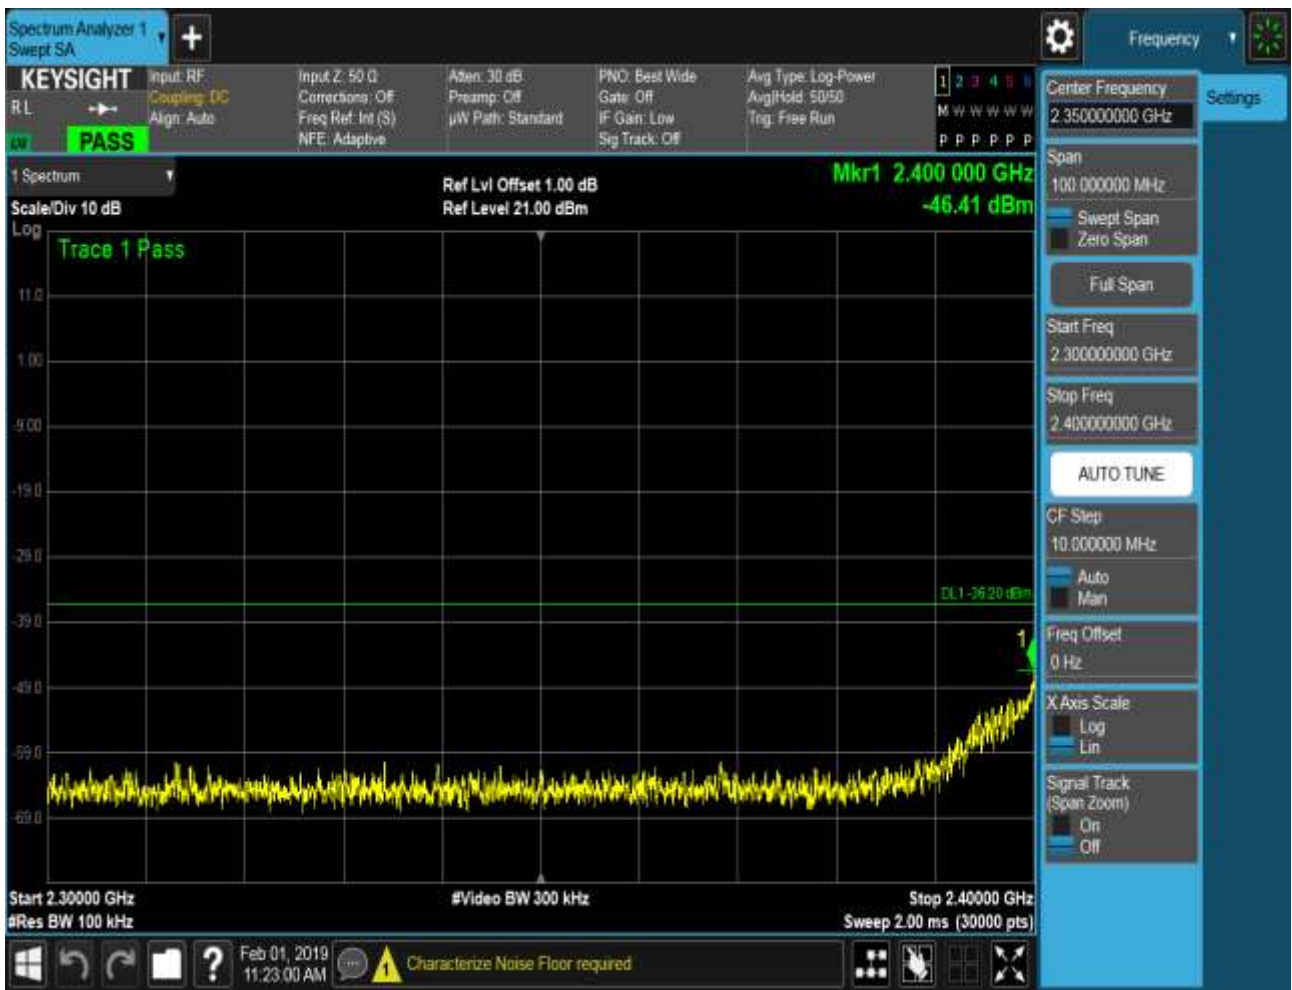 Spectrum Analyzer 1
Swept SA
+
Frequency
KEYSIGHT
R L
PASS
Input: RF
Coupling: DC
Align: Auto
Input Z: 50 Ω
Corrections: Off
Freq Ref: Int (S)
NFE: Adaptive
Atten: 30 dB
Preamp: Off
µW Path: Standard
PNO: Best Wide
Gate: Off
IF Gain: Low
Sig Track: Off
Avg Type: Log-Power
Avg|Hold: 50/50
Trig: Free Run
1 2 3 4 5 6
M W W W W W
P P P P P P
1 Spectrum
Scale/Div 10 dB
Log
Ref Lvl Offset 1.00 dB
Ref Level 21.00 dBm
Mkr1 2.400 000 GHz
-46.41 dBm
Trace 1 Pass
11.0
1.00
-9.00
-19.0
-29.0
DL1 -36.20 dBm
-39.0
1
-49.0
-59.0
-69.0
Start 2.30000 GHz
#Res BW 100 kHz
#Video BW 300 kHz
Stop 2.40000 GHz
Sweep 2.00 ms (30000 pts)
Center Frequency
2.350000000 GHz
Settings
Span
100.000000 MHz
Swept Span
Zero Span
Full Span
Start Freq
2.300000000 GHz
Stop Freq
2.400000000 GHz
AUTO TUNE
CF Step
10.000000 MHz
Auto
Man
Freq Offset
0 Hz
X Axis Scale
Log
Lin
Signal Track
(Span Zoom)
On
Off
?
Feb 01, 2019
11:23:00 AM
1
Characterize Noise Floor required